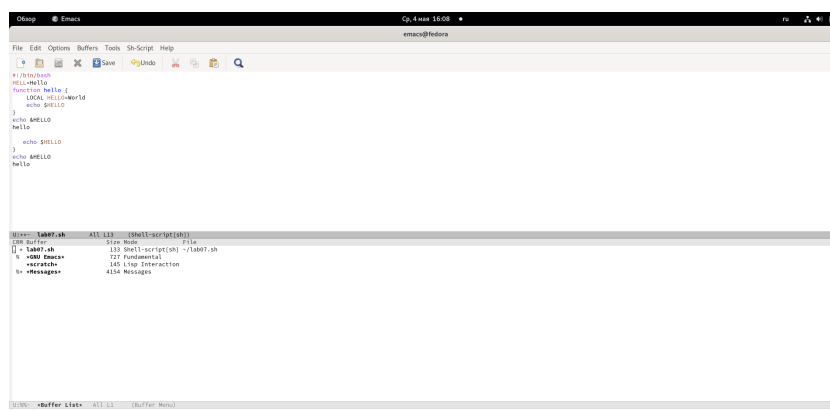 Обзор Emacs Ср, 4 мая 16:08 ru
emacs@fedora
File Edit Options Buffers Tools Sh-Script Help
Save Undo
#!/bin/bash
HELL=Hello
function hello {
    LOCAL HELLO=World
    echo $HELLO
}
echo &HELLO
hello
   echo $HELLO
}
echo &HELLO
hello
U:**- lab07.sh All L13 (Shell-script[sh])
CRM Buffer Size Mode File
* lab07.sh 133 Shell-script[sh] ~/lab07.sh
% *GNU Emacs* 727 Fundamental
*scratch* 145 Lisp Interaction
%* *Messages* 4154 Messages
U:%%- *Buffer List* All L1 (Buffer Menu)